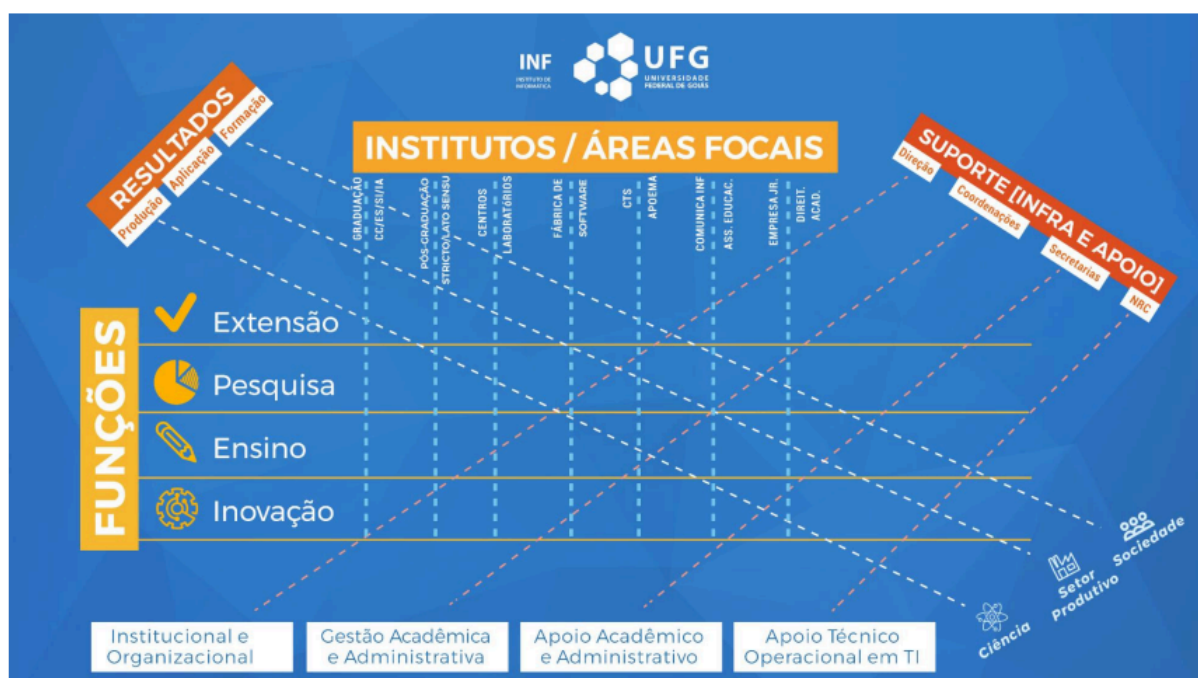 INF
INSTITUTO DE
INFORMÁTICA
UFG
UNIVERSIDADE
FEDERAL DE GOIÁS
RESULTADOS
Produção
Aplicação
Formação
INSTITUTOS / ÁREAS FOCAIS
SUPORTE [INFRA E APOIO]
Direção
Coordenações
Secretarias
NRC
GRADUAÇÃO
CC/ES/SI/IA
PÓS-GRADUAÇÃO
STRICTO/LATO SENSU
CENTROS
LABORATÓRIOS
FÁBRICA DE
SOFTWARE
CTS
APOEMA
COMUNICA INF
ASS. EDUCAC.
EMPRESA JR.
DIREIT.
ACAD.
FUNÇÕES
Extensão
Pesquisa
Ensino
Inovação
Sociedade
Setor
Produtivo
Ciência
Institucional e
Organizacional
Gestão Acadêmica
e Administrativa
Apoio Acadêmico
e Administrativo
Apoio Técnico
Operacional em TI